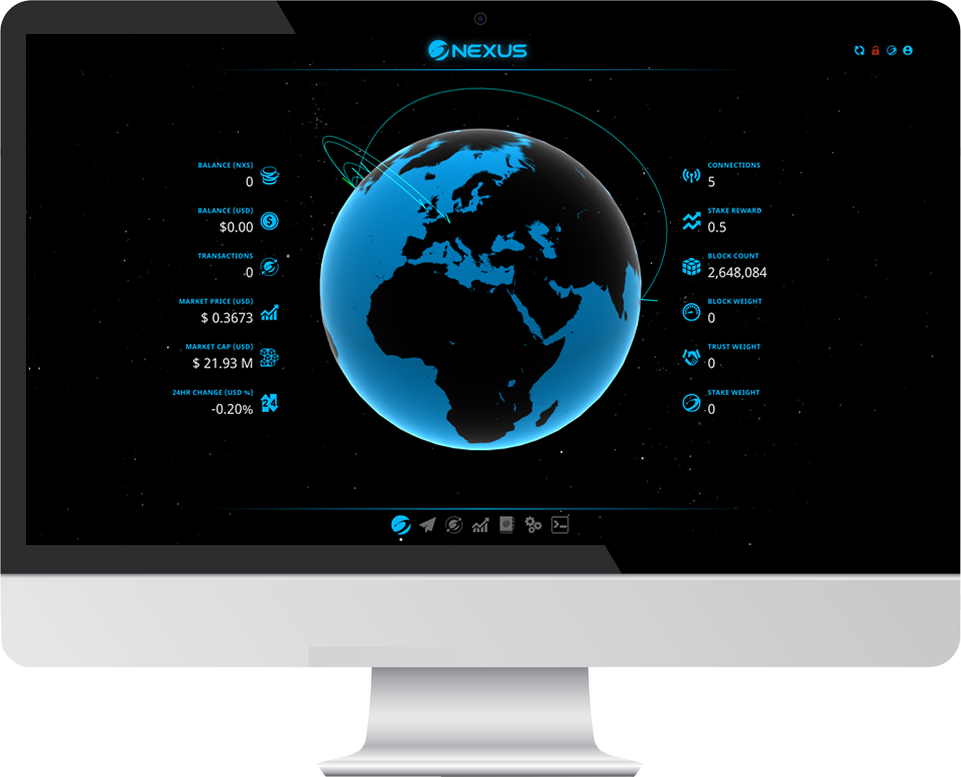 NEXUS
BALANCE (NXS)
0
BALANCE (USD)
$0.00
TRANSACTIONS
0
MARKET PRICE (USD)
$ 0.3673
MARKET CAP (USD)
$ 21.93 M
24HR CHANGE (USD %)
24
-0.20%
CONNECTIONS
5
STAKE REWARD
0.5
BLOCK COUNT
2,648,084
BLOCK WEIGHT
0
TRUST WEIGHT
0
STAKE WEIGHT
0